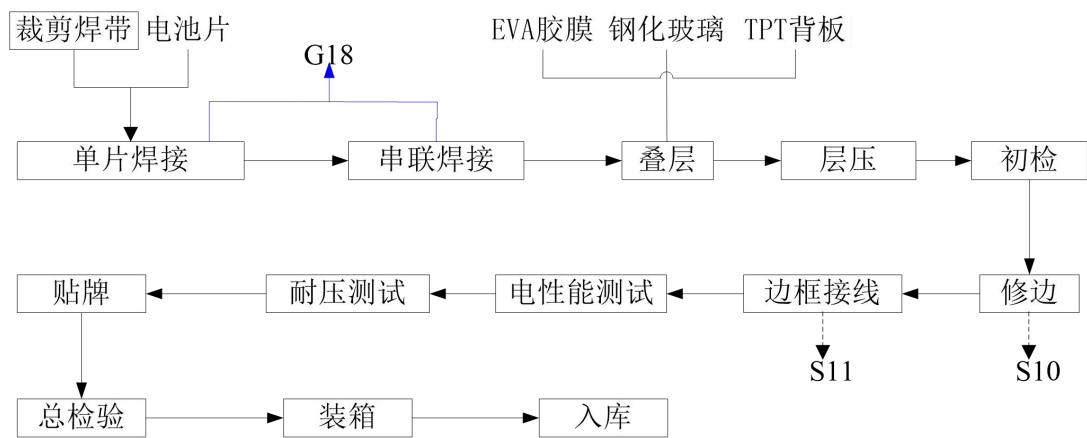 裁剪焊带 电池片
EVA胶膜 钢化玻璃 TPT背板
G18
单片焊接 串联焊接 叠层 层压 初检
贴牌 耐压测试 电性能测试 边框接线 修边
S11 S10
总检验 装箱 入库